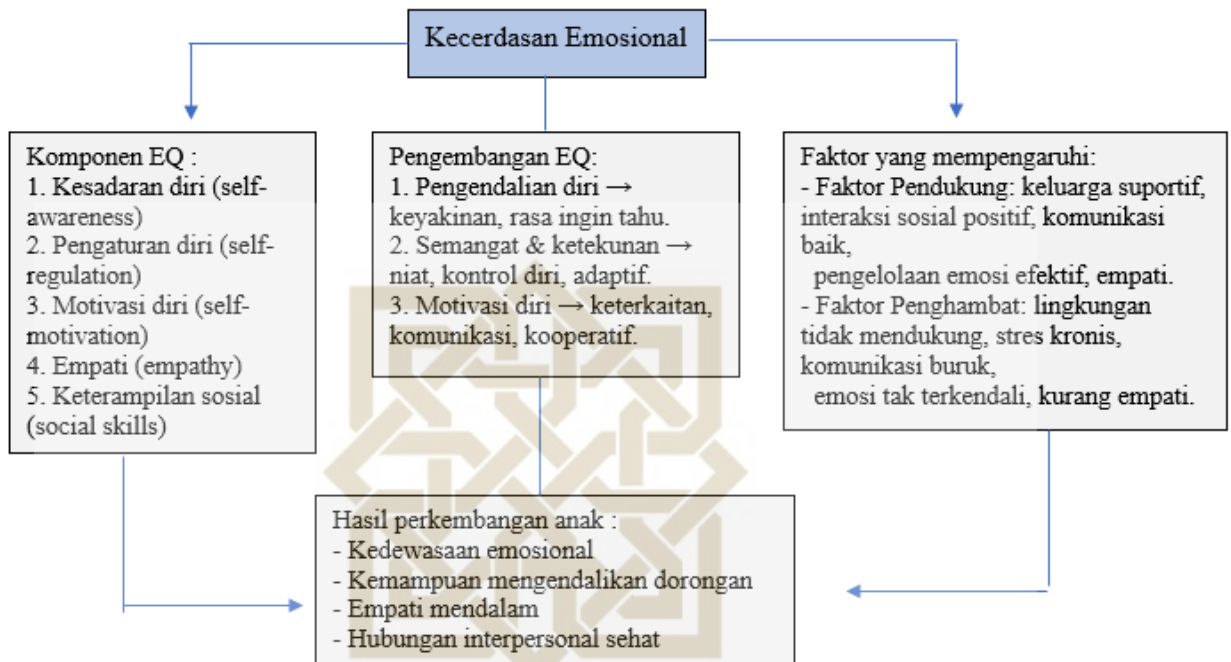 Kecerdasan Emosional
Komponen EQ :
1. Kesadaran diri (self-
awareness)
2. Pengaturan diri (self-
regulation)
3. Motivasi diri (self-
motivation)
4. Empati (empathy)
5. Keterampilan sosial
(social skills)
Pengembangan EQ:
1. Pengendalian diri →
keyakinan, rasa ingin tahu.
2. Semangat & ketekunan →
niat, kontrol diri, adaptif.
3. Motivasi diri → keterkaitan,
komunikasi, kooperatif.
Faktor yang mempengaruhi:
- Faktor Pendukung: keluarga suportif,
interaksi sosial positif, komunikasi
baik,
pengelolaan emosi efektif, empati.
- Faktor Penghambat: lingkungan
tidak mendukung, stres kronis,
komunikasi buruk,
emosi tak terkendali, kurang empati.
Hasil perkembangan anak :
- Kedewasaan emosional
- Kemampuan mengendalikan dorongan
- Empati mendalam
- Hubungan interpersonal sehat